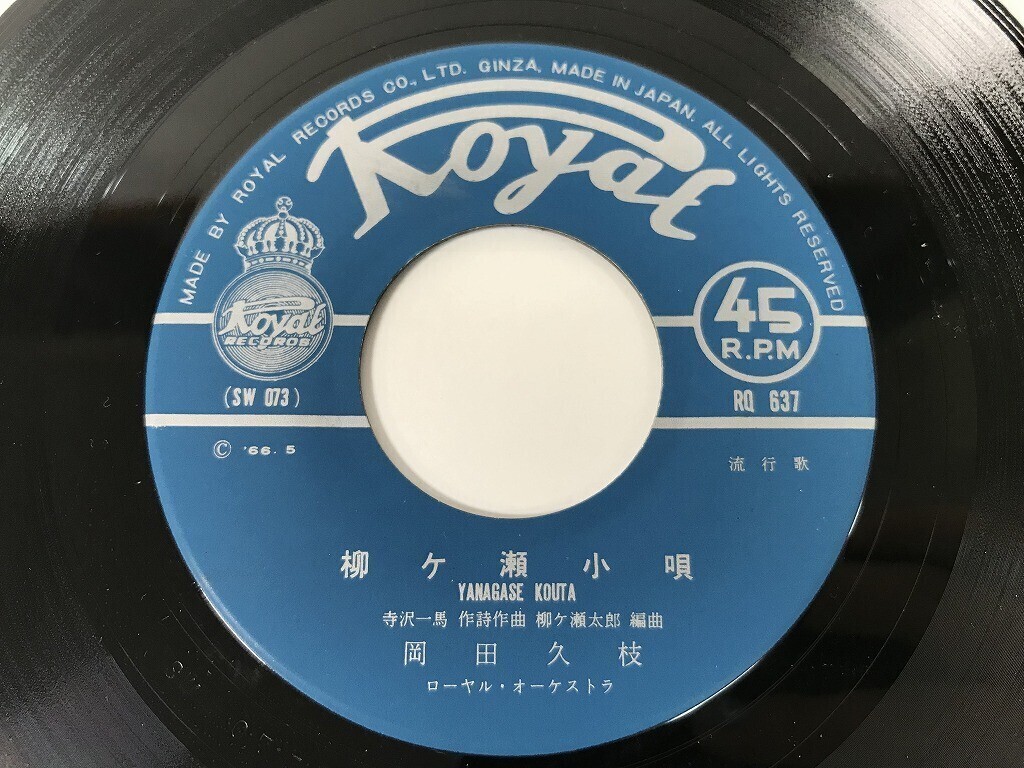 MADE BY ROYAL RECORDS CO., LTD. GINZA, MADE IN JAPAN. ALL LIGHTS RESERVED
Royal
Royal
RECORDS
45
R.P.M
(SW 073)
RQ 637
Ⓒ '66.5
流行歌
柳ケ瀬小唄
YANAGASE KOUTA
寺沢一馬 作詩作曲 柳ケ瀬太郎 編曲
岡田久枝
ローヤル・オーケストラ